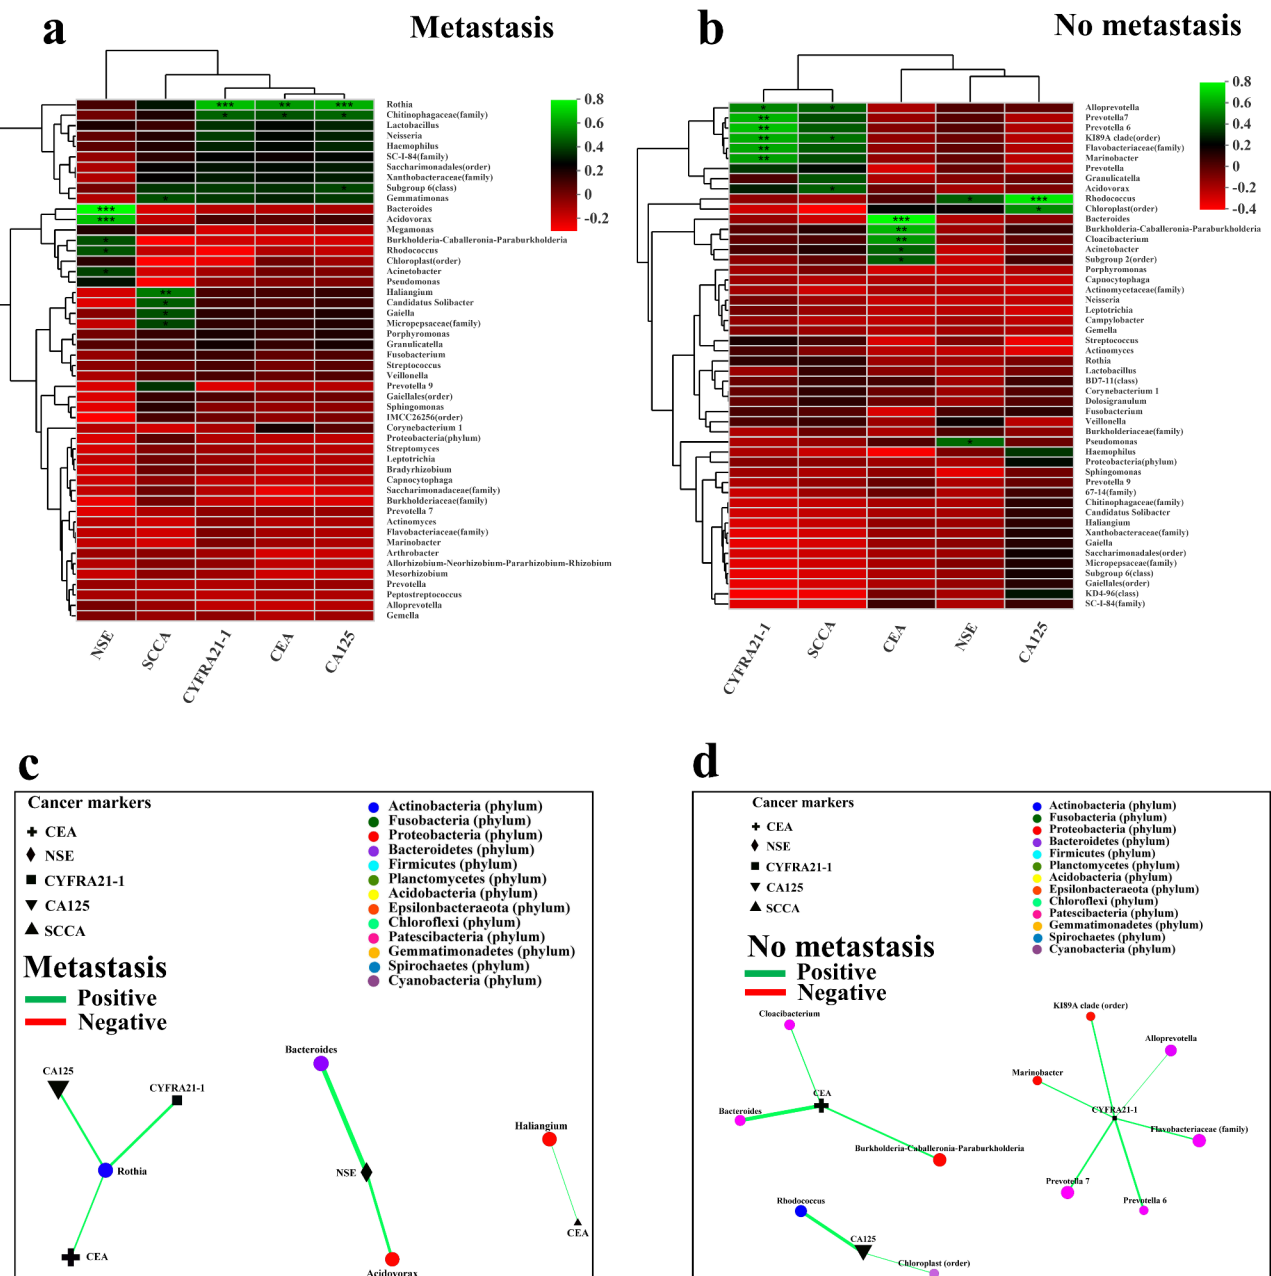 a
Metastasis
***
**
***
Rothia
*
*
*
Chitinophagaceae(family)
Lactobacillus
Neisseria
Haemophilus
SC-I-84(family)
Saccharimonadales(order)
Xanthobacteraceae(family)
*
Subgroup 6(class)
*
Gemmatimonas
***
Bacteroides
***
Acidovorax
Megamonas
*
Burkholderia-Caballeronia-Paraburkholderia
*
Rhodococcus
Chloroplast(order)
*
Acinetobacter
Pseudomonas
**
Haliangium
*
Candidatus Solibacter
*
Gaiella
*
Micropepsaceae(family)
Porphyromonas
Granulicatella
Fusobacterium
Streptococcus
Veillonella
Prevotella 9
Gaiellales(order)
Sphingomonas
IMCC26256(order)
Corynebacterium 1
Proteobacteria(phylum)
Streptomyces
Leptotrichia
Bradyrhizobium
Capnocytophaga
Saccharimonadaceae(family)
Burkholderiaceae(family)
Prevotella 7
Actinomyces
Flavobacteriaceae(family)
Marinobacter
Arthrobacter
Allorhizobium-Neorhizobium-Pararhizobium-Rhizobium
Mesorhizobium
Prevotella
Peptostreptococcus
Alloprevotella
Gemella
0.8
0.6
0.4
0.2
0
-0.2
NSE
SCCA
CYFRA21-1
CEA
CA125
b
No metastasis
*
*
Alloprevotella
**
Prevotella7
**
Prevotella 6
**
*
KI89A clade(order)
**
Flavobacteriaceae(family)
**
Marinobacter
Prevotella
Granulicatella
*
Acidovorax
*
***
Rhodococcus
*
Chloroplast(order)
***
Bacteroides
**
Burkholderia-Caballeronia-Paraburkholderia
**
Cloacibacterium
*
Acinetobacter
*
Subgroup 2(order)
Porphyromonas
Capnocytophaga
Actinomycetaceae(family)
Neisseria
Leptotrichia
Campylobacter
Gemella
Streptococcus
Actinomyces
Rothia
Lactobacillus
BD7-11(class)
Corynebacterium 1
Dolosigranulum
Fusobacterium
Veillonella
Burkholderiaceae(family)
*
Pseudomonas
Haemophilus
Proteobacteria(phylum)
Sphingomonas
Prevotella 9
67-14(family)
Chitinophagaceae(family)
Candidatus Solibacter
Haliangium
Xanthobacteraceae(family)
Gaiella
Saccharimonadales(order)
Micropepsaceae(family)
Subgroup 6(class)
Gaiellales(order)
KD4-96(class)
SC-I-84(family)
0.8
0.6
0.4
0.2
0
-0.2
-0.4
CYFRA21-1
SCCA
CEA
NSE
CA125
c
Cancer markers
CEA
NSE
CYFRA21-1
CA125
SCCA
Actinobacteria (phylum)
Fusobacteria (phylum)
Proteobacteria (phylum)
Bacteroidetes (phylum)
Firmicutes (phylum)
Planctomycetes (phylum)
Acidobacteria (phylum)
Epsilonbacteraeota (phylum)
Chloroflexi (phylum)
Patescibacteria (phylum)
Gemmatimonadetes (phylum)
Spirochaetes (phylum)
Cyanobacteria (phylum)
Metastasis
Positive
Negative
CA125
CYFRA21-1
Rothia
CEA
Bacteroides
NSE
Acidovorax
Haliangium
CEA
d
Cancer markers
CEA
NSE
CYFRA21-1
CA125
SCCA
Actinobacteria (phylum)
Fusobacteria (phylum)
Proteobacteria (phylum)
Bacteroidetes (phylum)
Firmicutes (phylum)
Planctomycetes (phylum)
Acidobacteria (phylum)
Epsilonbacteraeota (phylum)
Chloroflexi (phylum)
Patescibacteria (phylum)
Gemmatimonadetes (phylum)
Spirochaetes (phylum)
Cyanobacteria (phylum)
No metastasis
Positive
Negative
Cloacibacterium
CEA
Bacteroides
Burkholderia-Caballeronia-Paraburkholderia
Rhodococcus
CA125
Chloroplast (order)
KI89A clade (order)
Alloprevotella
Marinobacter
CYFRA21-1
Flavobacteriaceae (family)
Prevotella 7
Prevotella 6